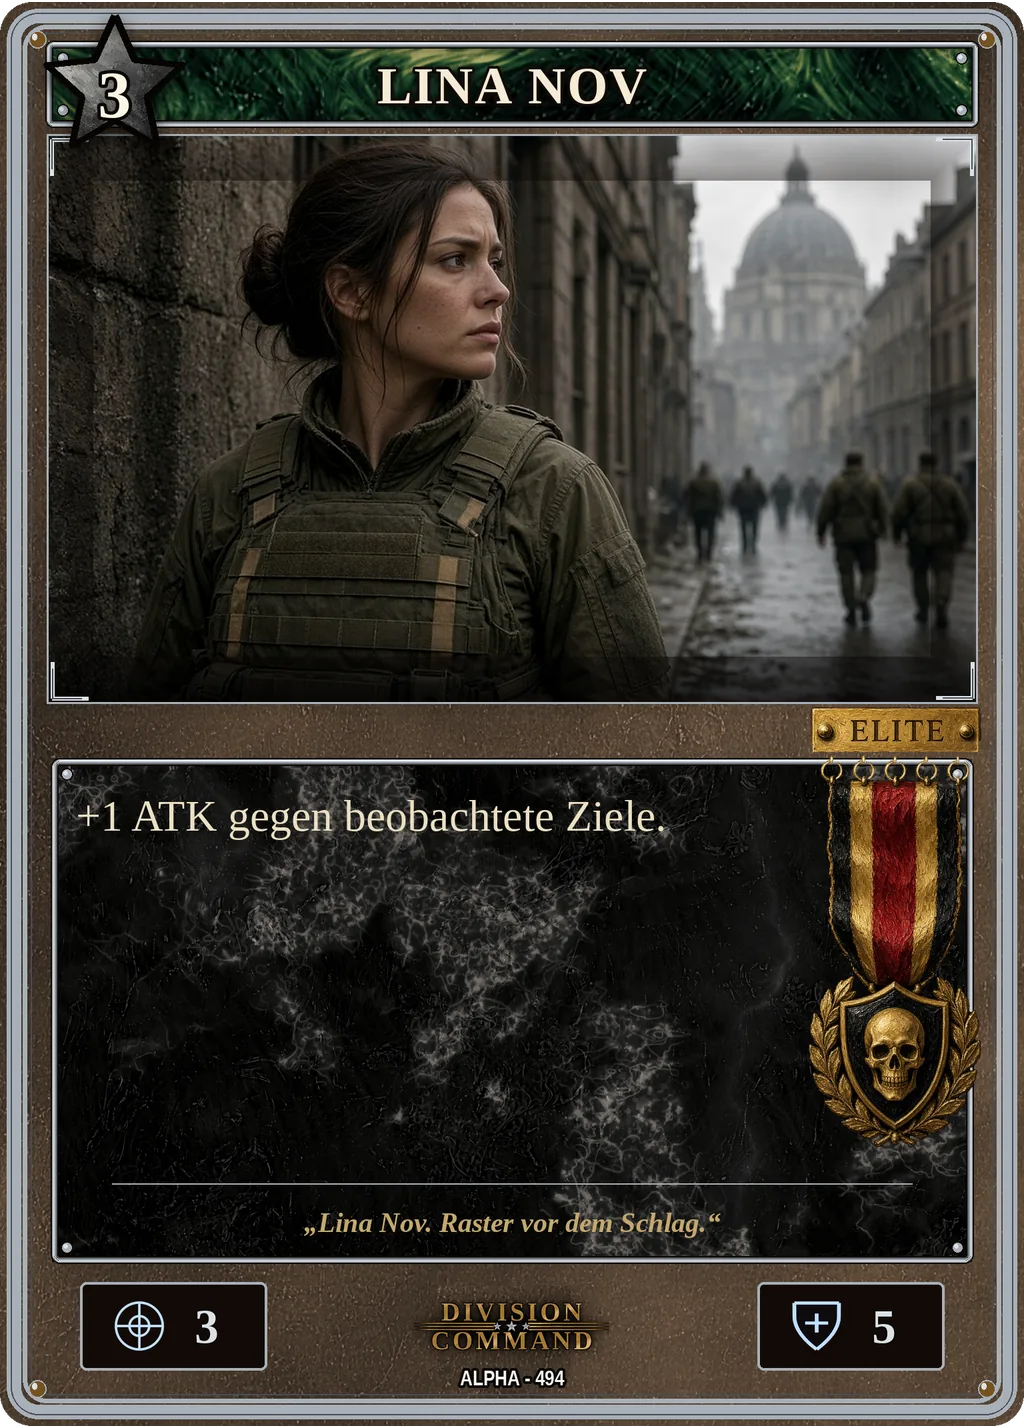 3
LINA NOV
ELITE
+1 ATK gegen beobachtete Ziele.
„Lina Nov. Raster vor dem Schlag.“
3
DIVISION
COMMAND
5
ALPHA - 494